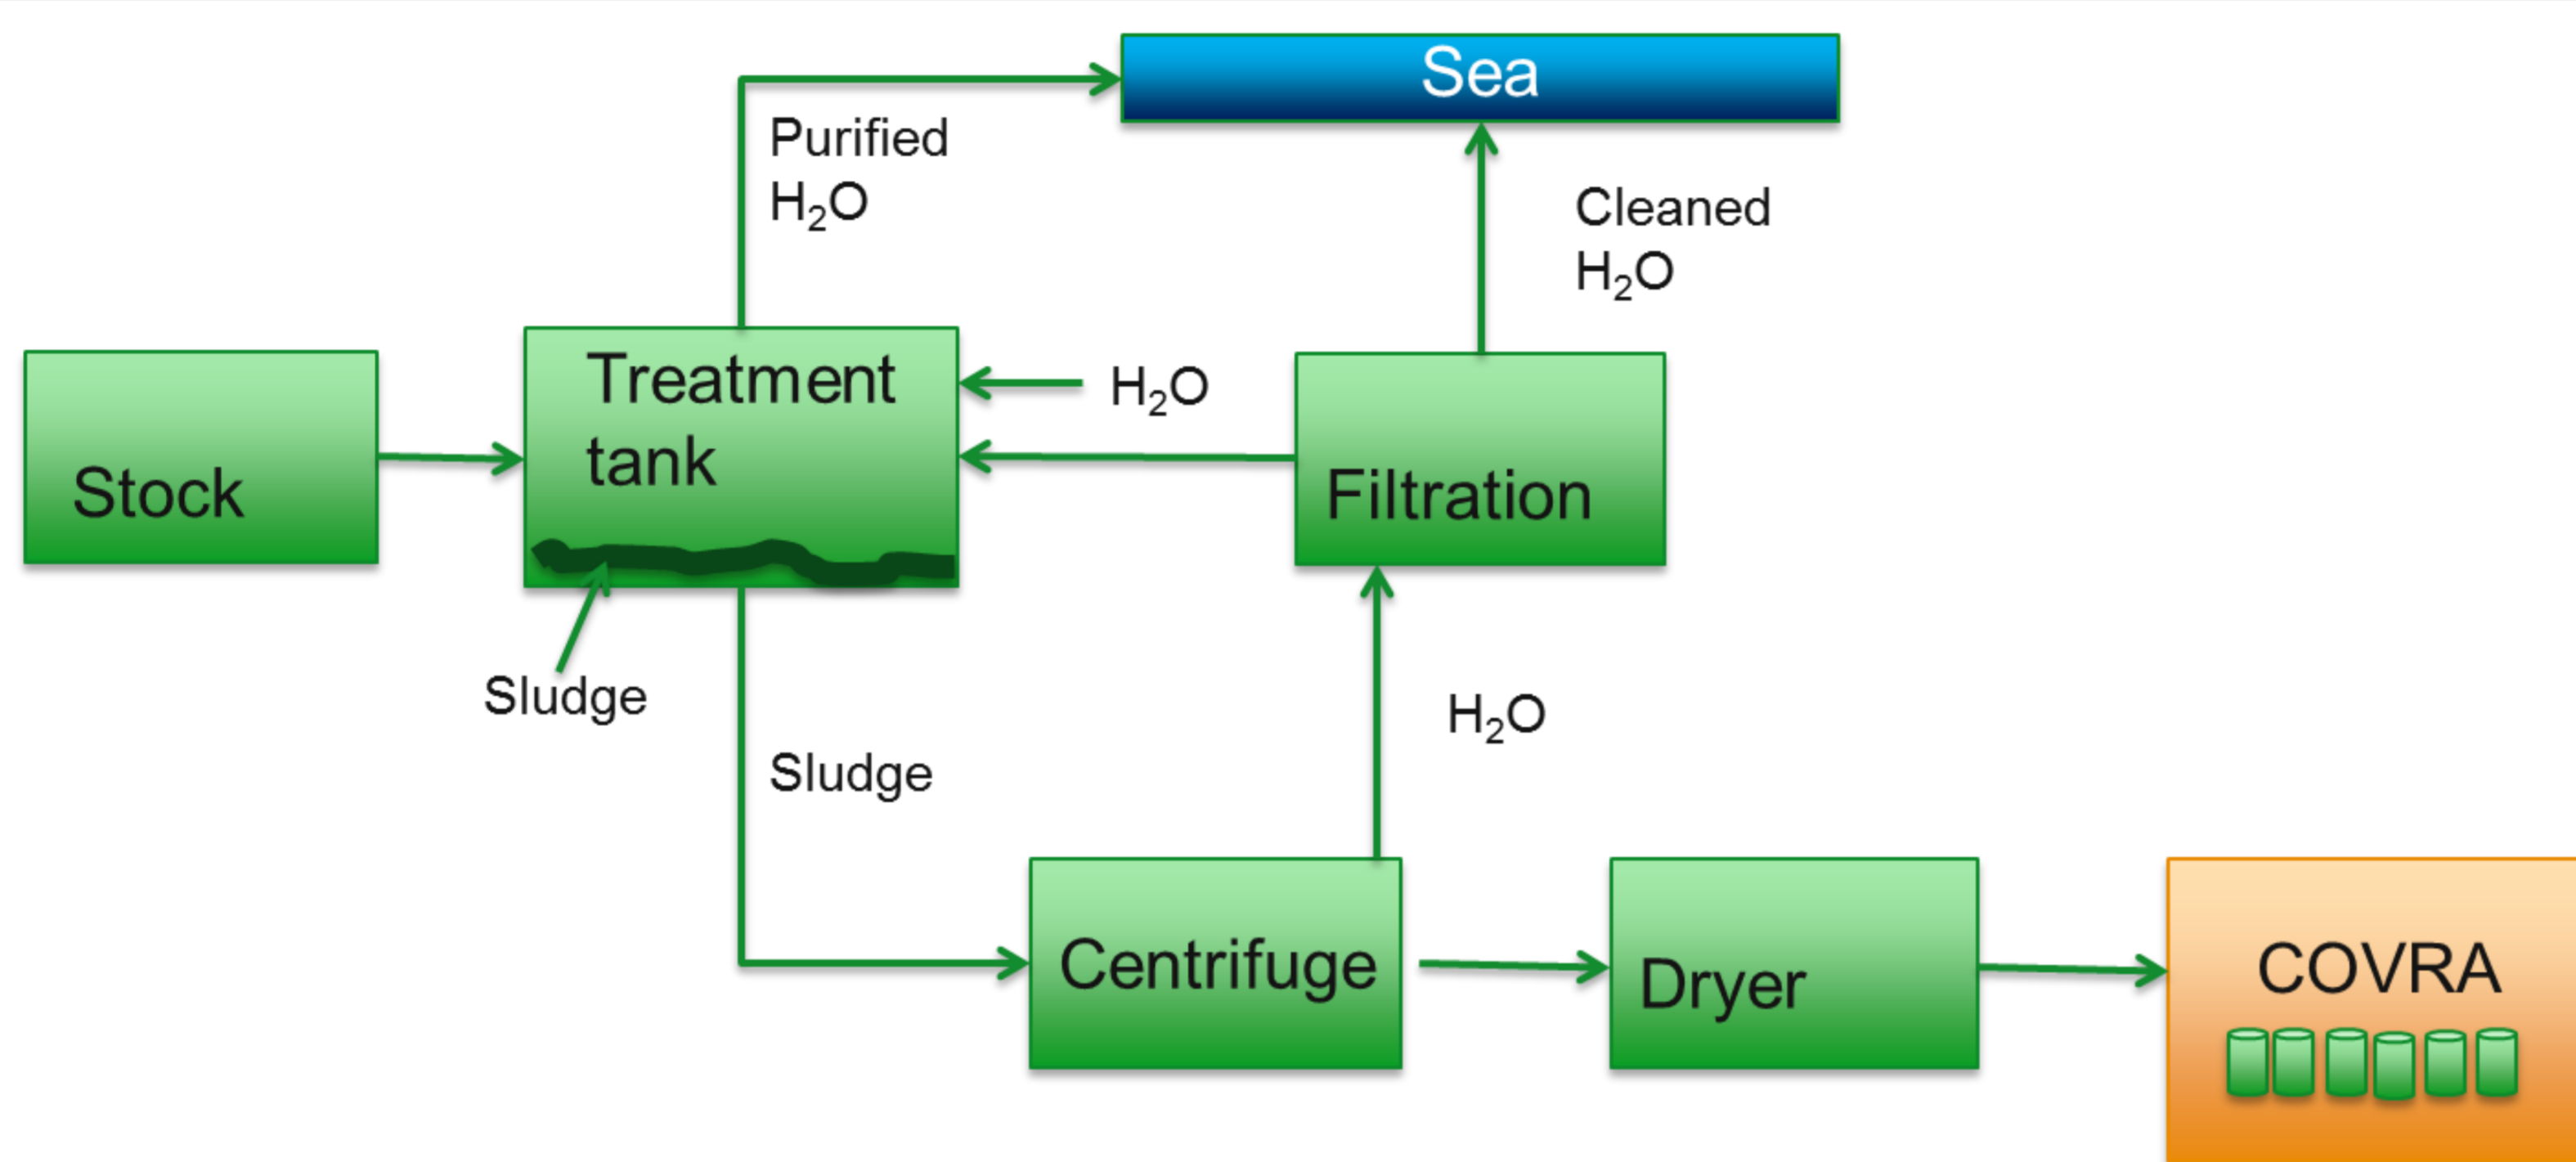 Sea
Purified
H₂O
Cleaned
H₂O
Treatment
tank
H₂O
Stock
Filtration
Sludge
Sludge
H₂O
Centrifuge
Dryer
COVRA